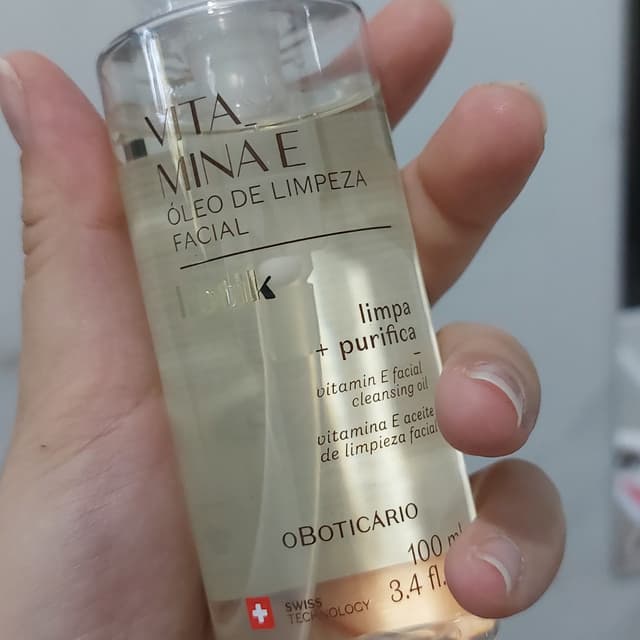 VITA_
MINA E
ÓLEO DE LIMPEZA
FACIAL
limpa
+ purifica
vitamin E facial
cleansing oil
vitamina E aceite
de limpieza facial
OBOTICÁRIO
100 ml
3.4 fl.
SWISS
TECHNOLOGY